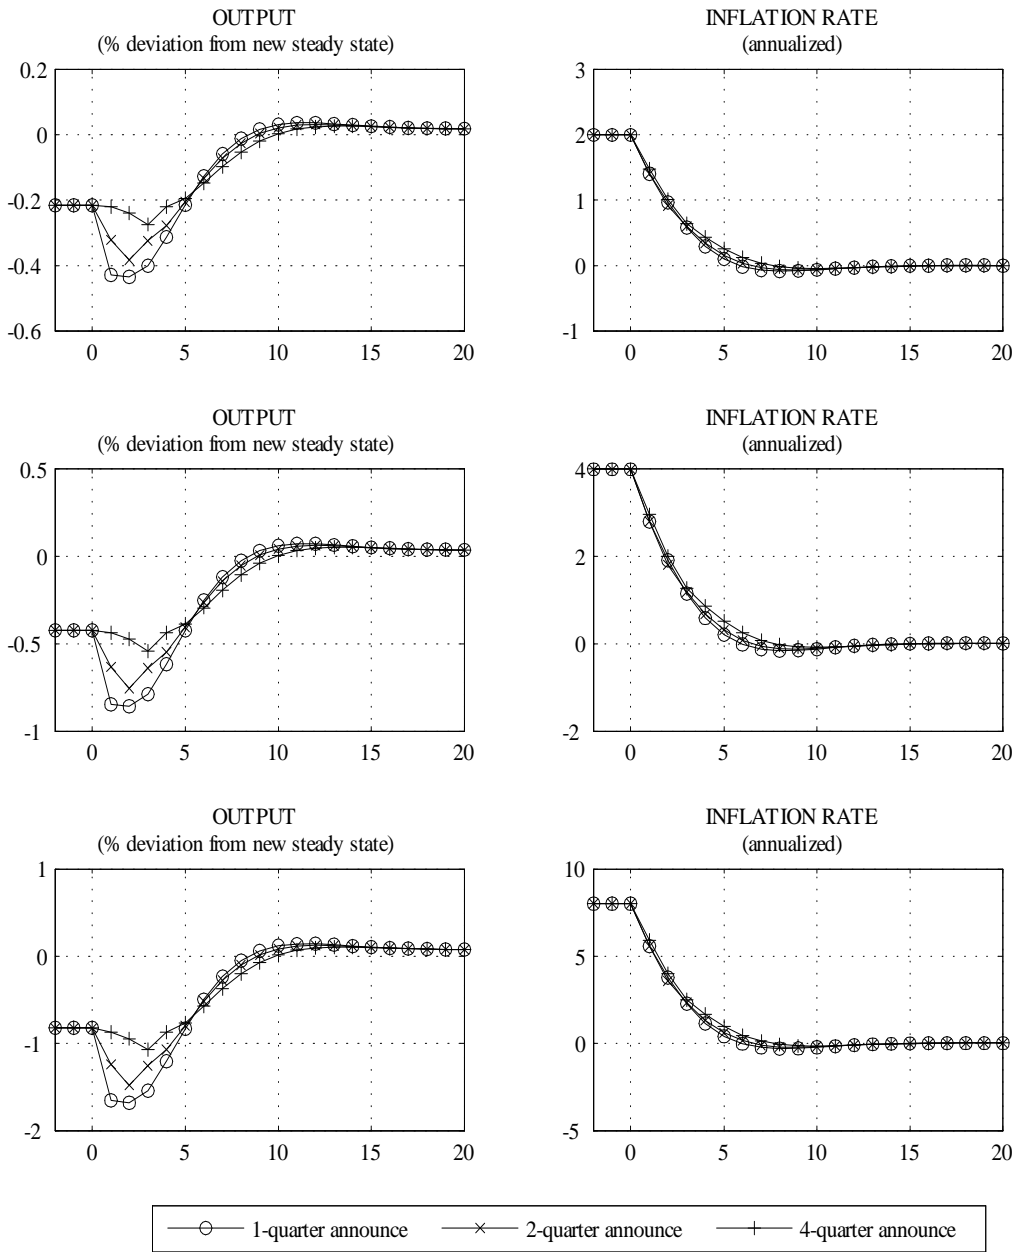 OUTPUT
(% deviation from new steady state)
0.2
0
-0.2
-0.4
-0.6
0 5 10 15 20
INFLATION RATE
(annualized)
3
2
1
0
-1
0 5 10 15 20
OUTPUT
(% deviation from new steady state)
0.5
0
-0.5
-1
0 5 10 15 20
INFLATION RATE
(annualized)
4
2
0
-2
0 5 10 15 20
OUTPUT
(% deviation from new steady state)
1
0
-1
-2
0 5 10 15 20
INFLATION RATE
(annualized)
10
5
0
-5
0 5 10 15 20
1-quarter announce 2-quarter announce 4-quarter announce